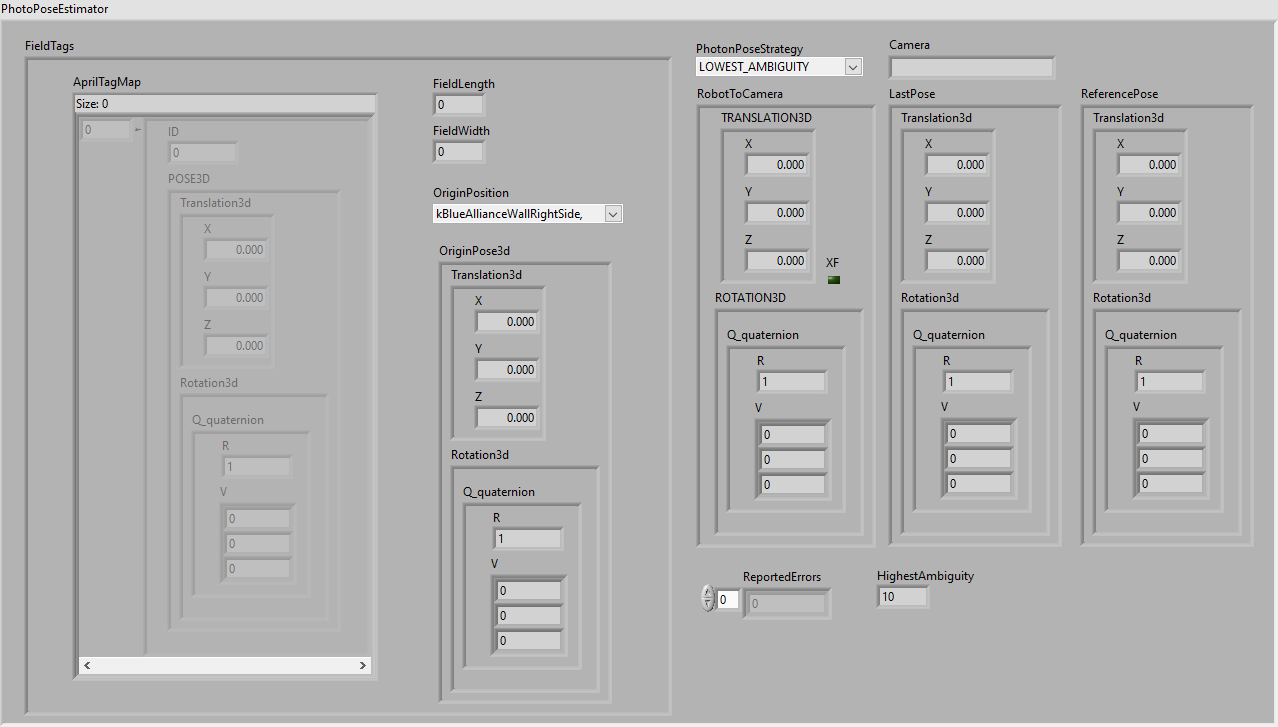 PhotoPoseEstimator
FieldTags
AprilTagMap
Size: 0
0
ID
0
POSE3D
Translation3d
X
0.000
Y
0.000
Z
0.000
Rotation3d
Q_quaternion
R
1
V
0
0
0
FieldLength
0
FieldWidth
0
OriginPosition
kBlueAllianceWallRightSide,
OriginPose3d
Translation3d
X
0.000
Y
0.000
Z
0.000
Rotation3d
Q_quaternion
R
1
V
0
0
0
PhotonPoseStrategy
LOWEST_AMBIGUITY
Camera
RobotToCamera
TRANSLATION3D
X
0.000
Y
0.000
Z
0.000
XF
ROTATION3D
Q_quaternion
R
1
V
0
0
0
LastPose
Translation3d
X
0.000
Y
0.000
Z
0.000
Rotation3d
Q_quaternion
R
1
V
0
0
0
ReferencePose
Translation3d
X
0.000
Y
0.000
Z
0.000
Rotation3d
Q_quaternion
R
1
V
0
0
0
ReportedErrors
0
0
HighestAmbiguity
10